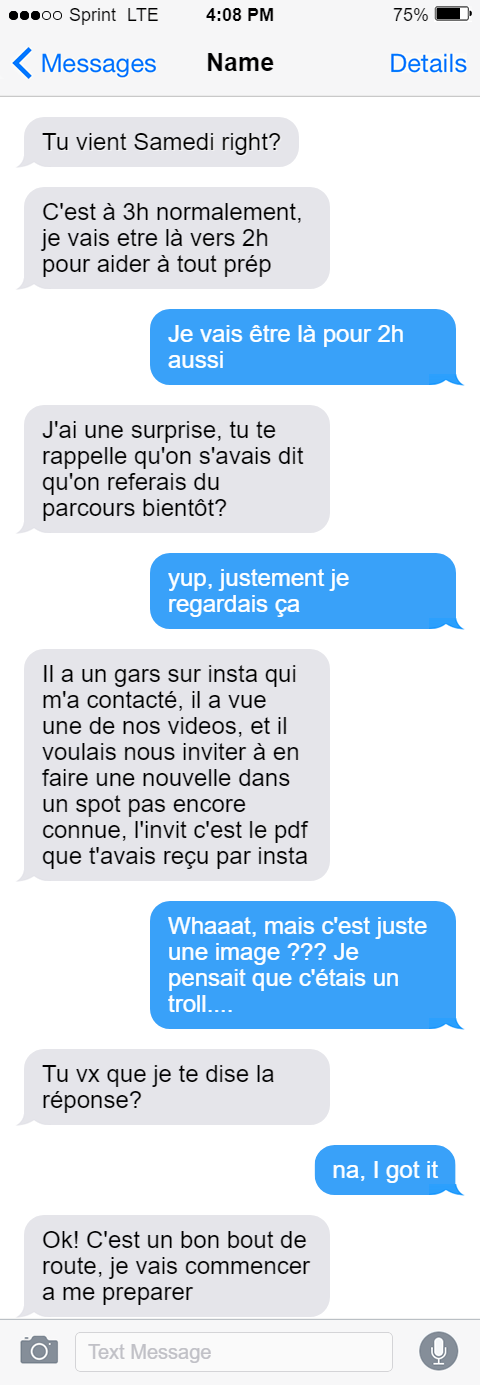 Sprint LTE 4:08 PM 75%
Messages Name Details
Tu vient Samedi right?
C'est à 3h normalement,
je vais etre là vers 2h
pour aider à tout prép
Je vais être là pour 2h
aussi
J'ai une surprise, tu te
rappelle qu'on s'avais dit
qu'on referais du
parcours bientôt?
yup, justement je
regardais ça
Il a un gars sur insta qui
m'a contacté, il a vue
une de nos videos, et il
voulais nous inviter à en
faire une nouvelle dans
un spot pas encore
connue, l'invit c'est le pdf
que t'avais reçu par insta
Whaaat, mais c'est juste
une image ??? Je
pensait que c'étais un
troll....
Tu vx que je te dise la
réponse?
na, I got it
Ok! C'est un bon bout de
route, je vais commencer
a me preparer
Text Message